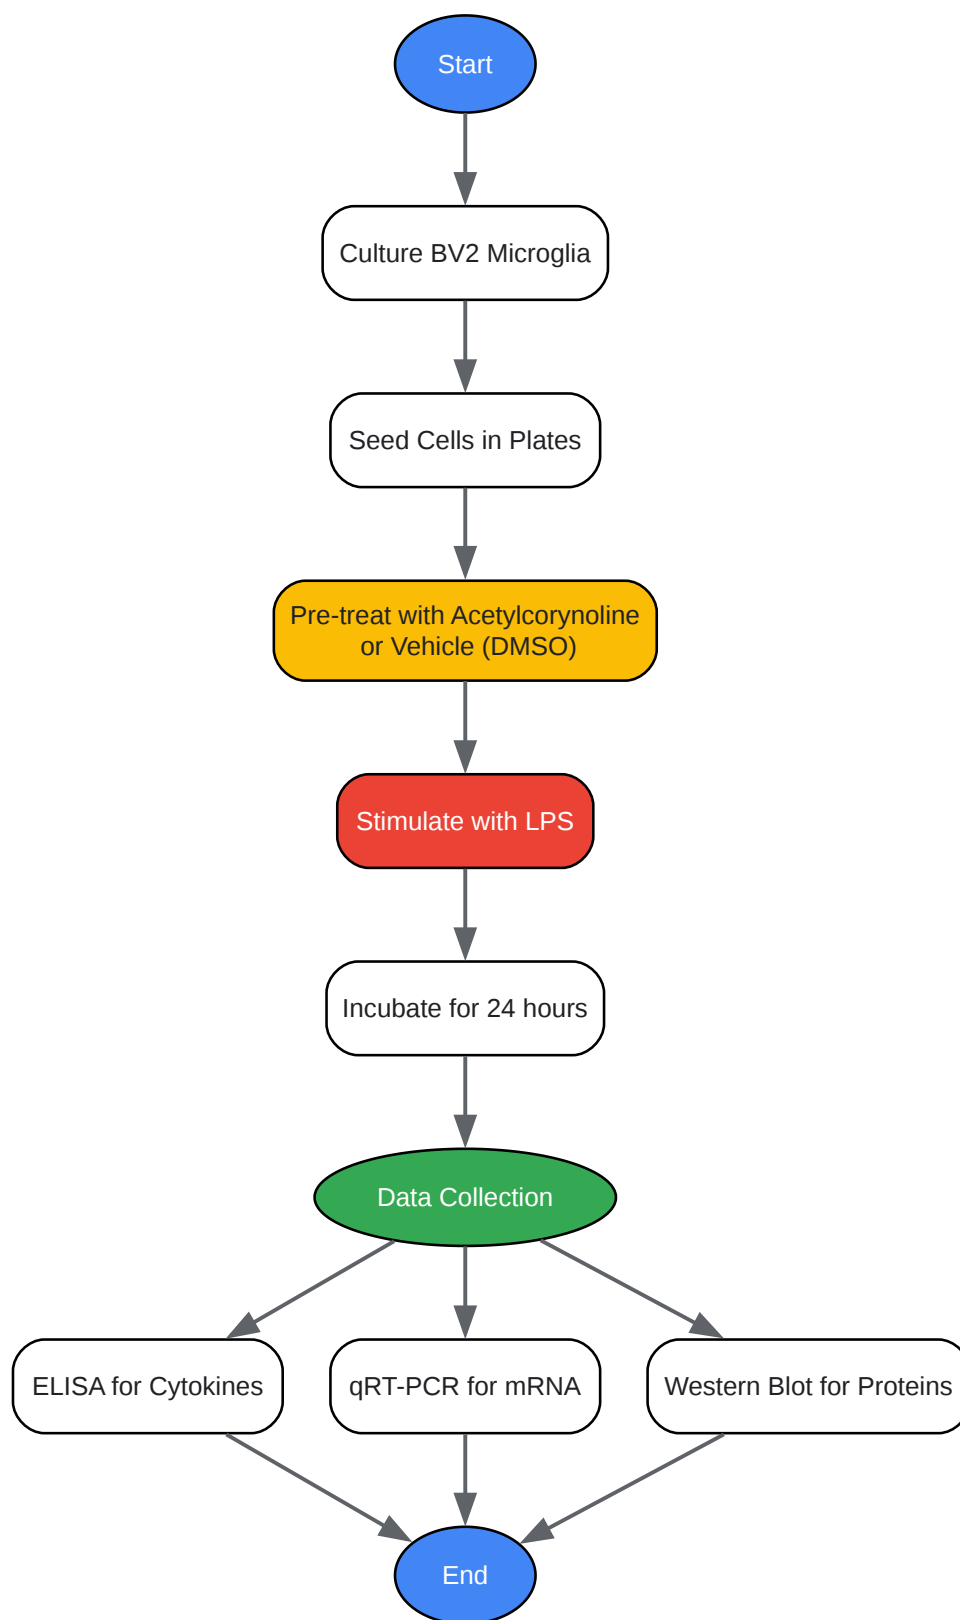 Start
Culture BV2 Microglia
Seed Cells in Plates
Pre-treat with Acetylcorynoline
or Vehicle (DMSO)
Stimulate with LPS
Incubate for 24 hours
Data Collection
ELISA for Cytokines
qRT-PCR for mRNA
Western Blot for Proteins
End